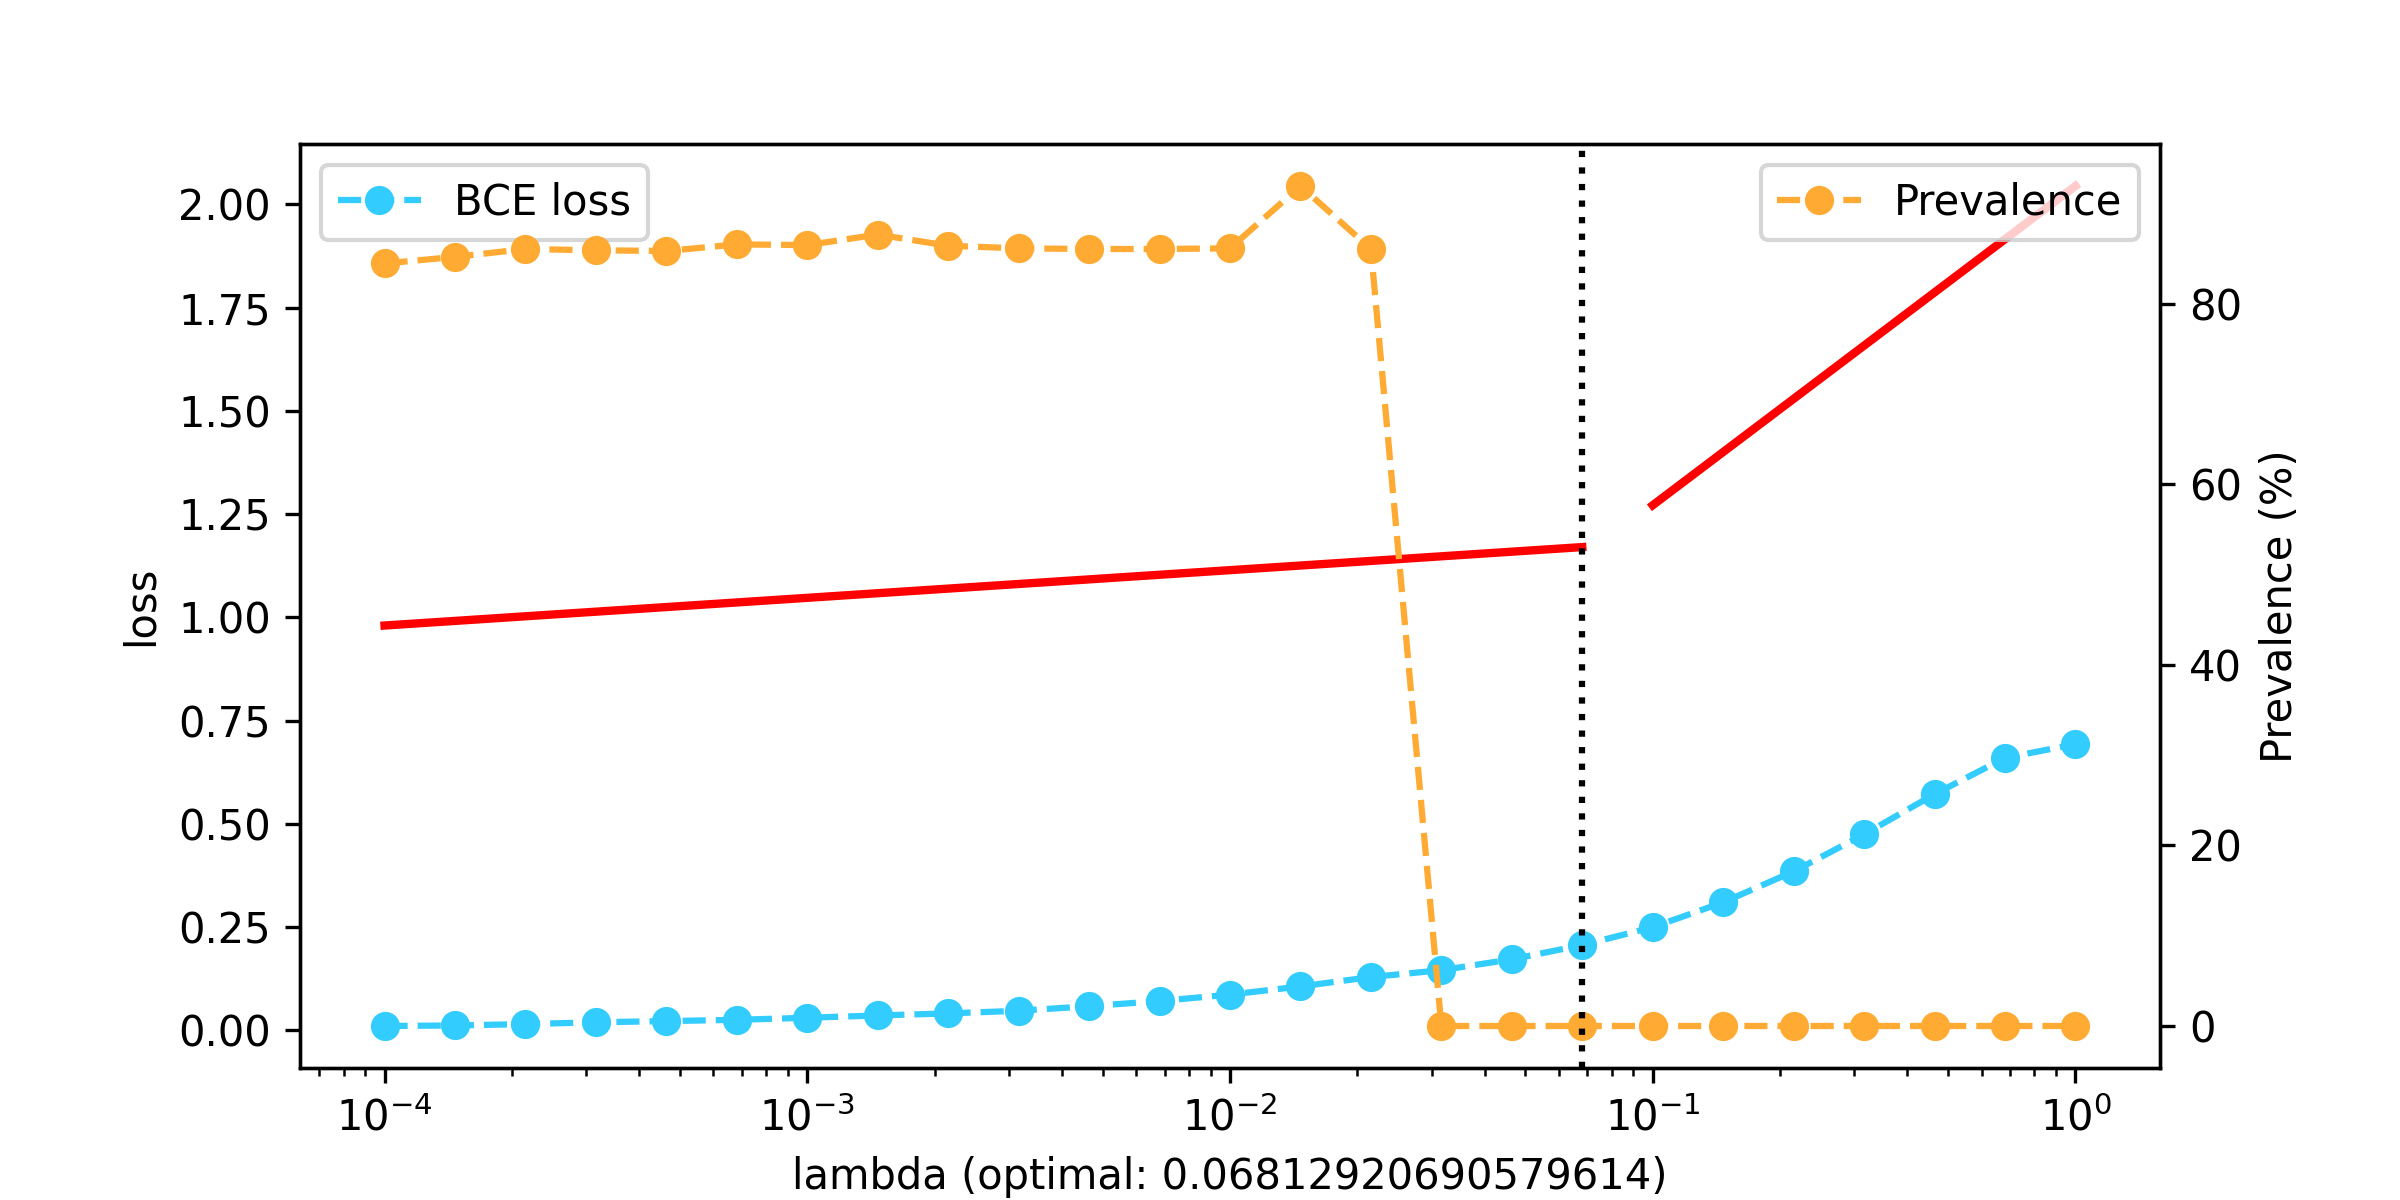 BCE loss
Prevalence
2.00
1.75
1.50
1.25
1.00
0.75
0.50
0.25
0.00
loss
80
60
40
20
0
Prevalence (%)
10⁻⁴ 10⁻³ 10⁻² 10⁻¹ 10⁰
lambda (optimal: 0.06812920690579614)